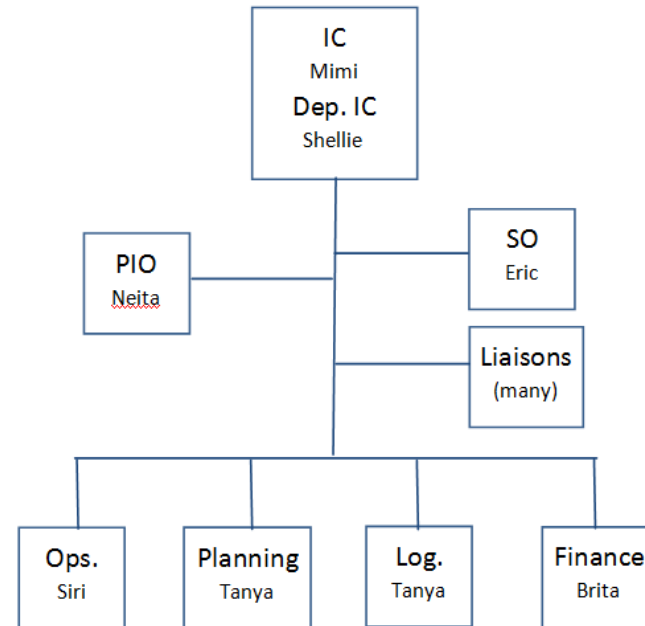 IC
Mimi
Dep. IC
Shellie
PIO
Neita
SO
Eric
Liaisons
(many)
Ops.
Siri
Planning
Tanya
Log.
Tanya
Finance
Brita